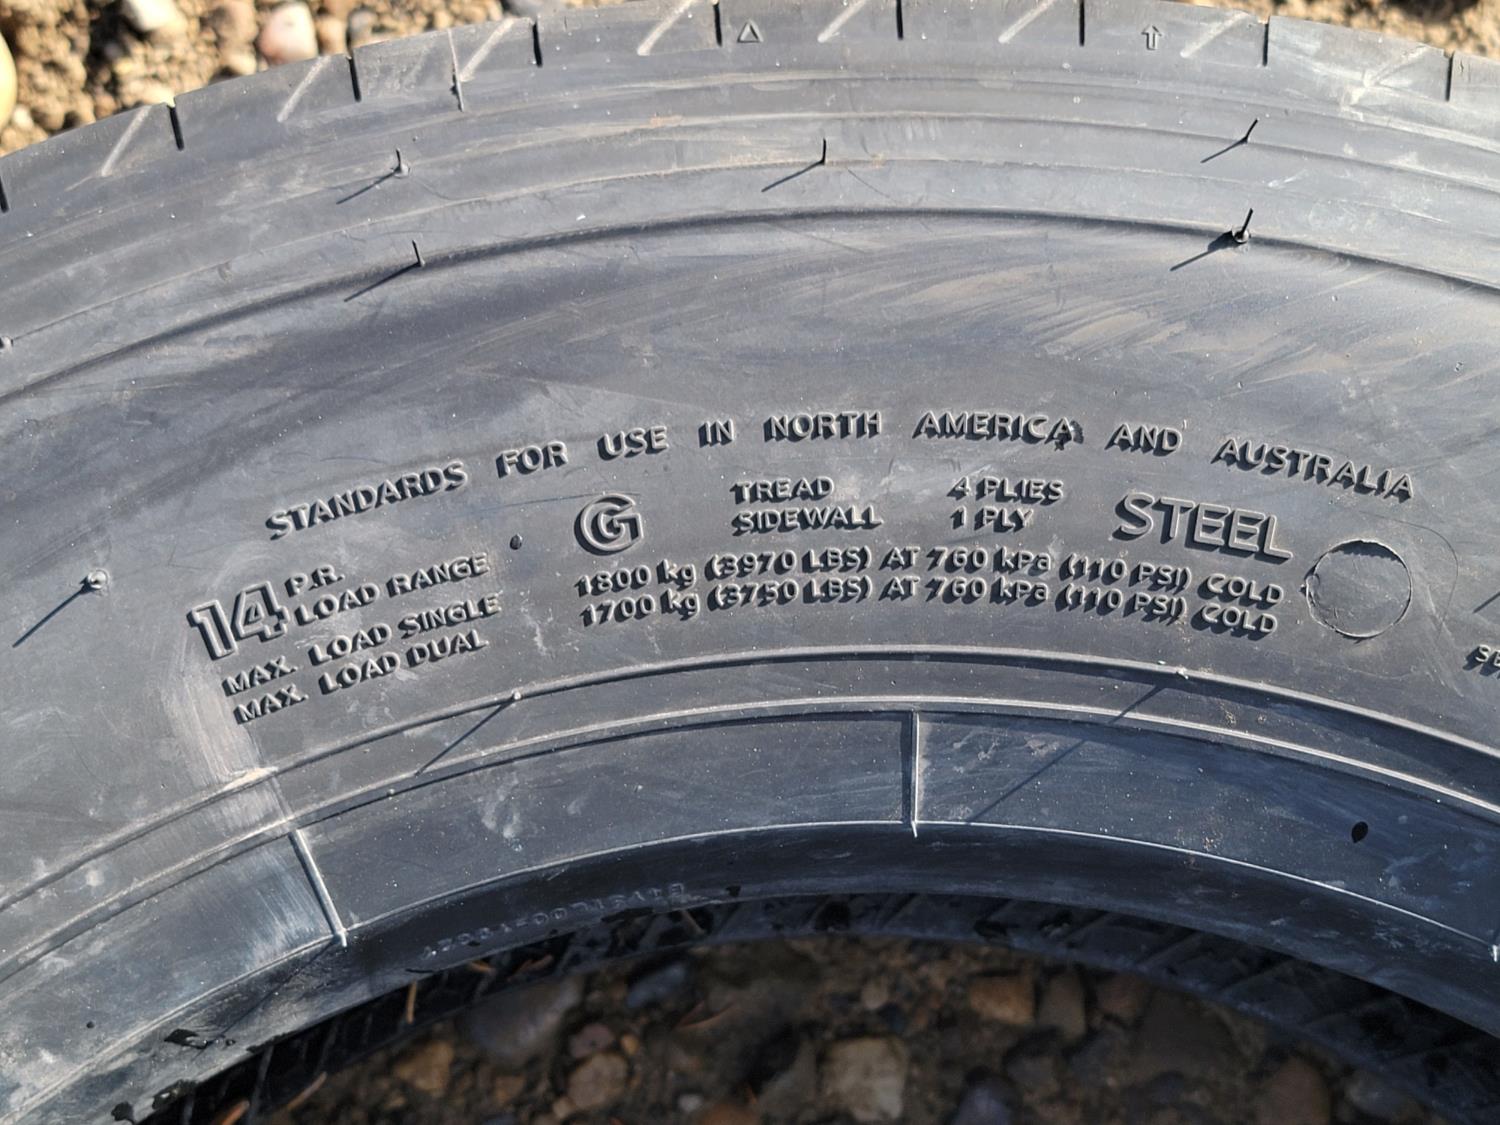 STANDARDS FOR USE IN NORTH AMERICA AND AUSTRALIA
14 P.R.
LOAD RANGE G
TREAD 4 PLIES
SIDEWALL 1 PLY
STEEL
MAX. LOAD SINGLE 1800 kg (3970 LBS) AT 760 kPa (110 PSI) COLD
MAX. LOAD DUAL 1700 kg (3750 LBS) AT 760 kPa (110 PSI) COLD